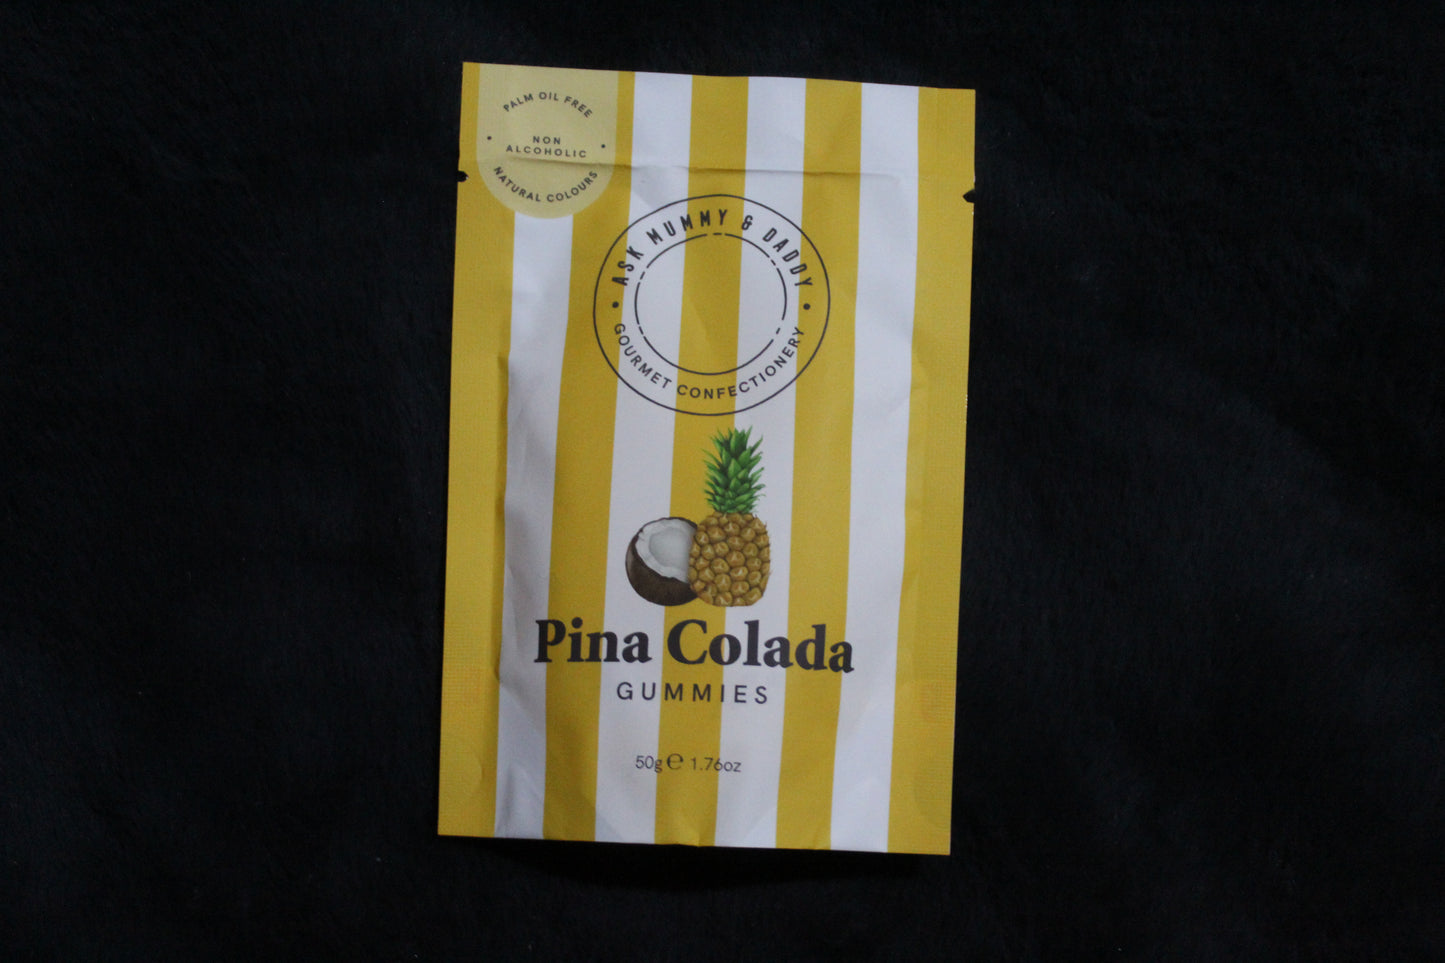 PALM OIL FREE
NON
ALCOHOLIC
NATURAL COLOURS
ASK MUMMY & DADDY
GOURMET CONFECTIONERY
Pina Colada
GUMMIES
50g ℮ 1.76oz